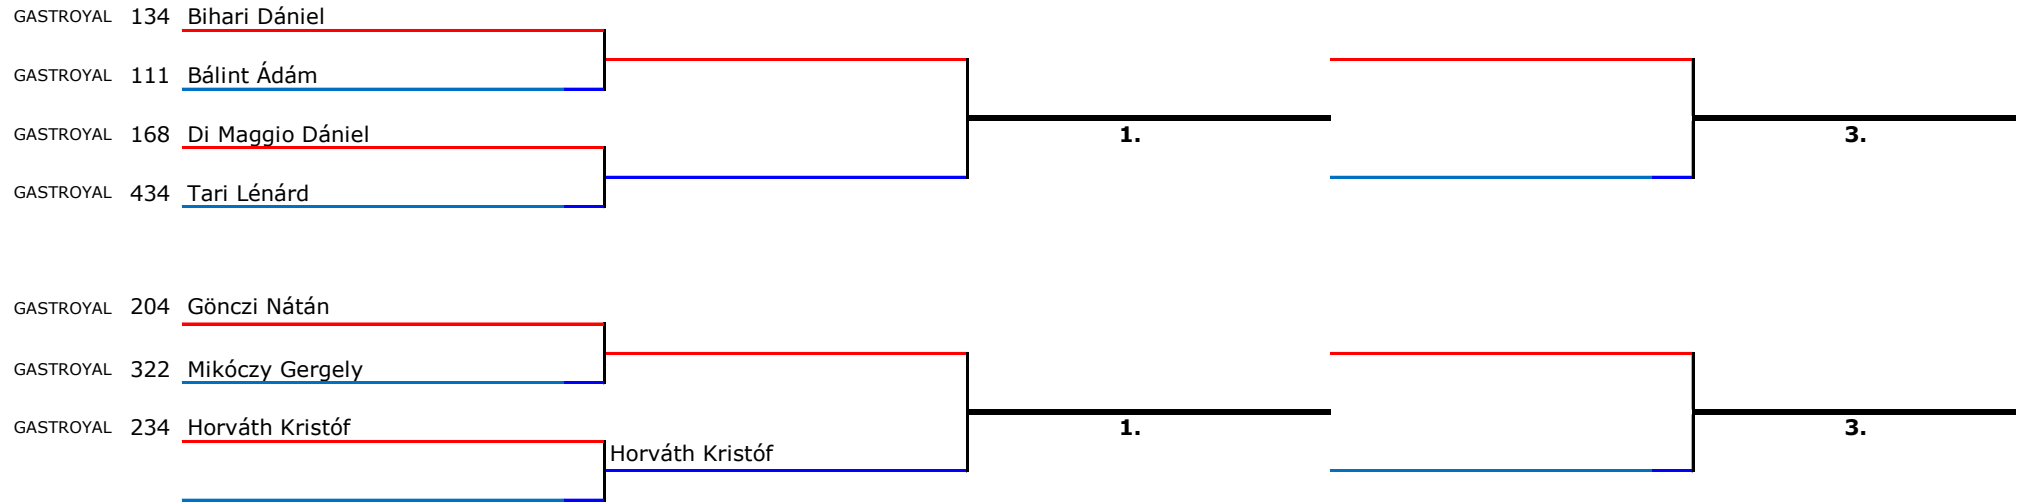 GASTROYAL 134 Bihari Dániel
GASTROYAL 111 Bálint Ádám
GASTROYAL 168 Di Maggio Dániel
1.
3.
GASTROYAL 434 Tari Lénárd
GASTROYAL 204 Gönczi Nátán
GASTROYAL 322 Mikóczy Gergely
GASTROYAL 234 Horváth Kristóf
1.
3.
Horváth Kristóf